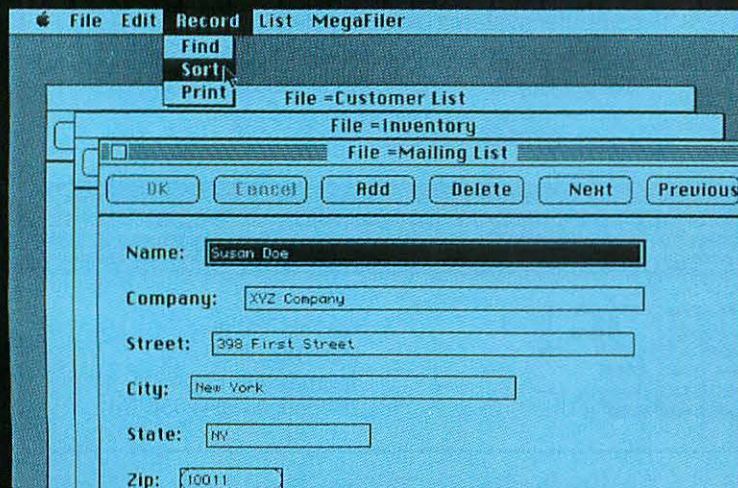 File Edit Record List MegaFiler
Find
Sort
Print
File =Customer List
File =Inventory
File =Mailing List
OK Cancel Add Delete Next Previous
Name: Susan Doe
Company: XYZ Company
Street: 398 First Street
City: New York
State: NY
Zip: 10011